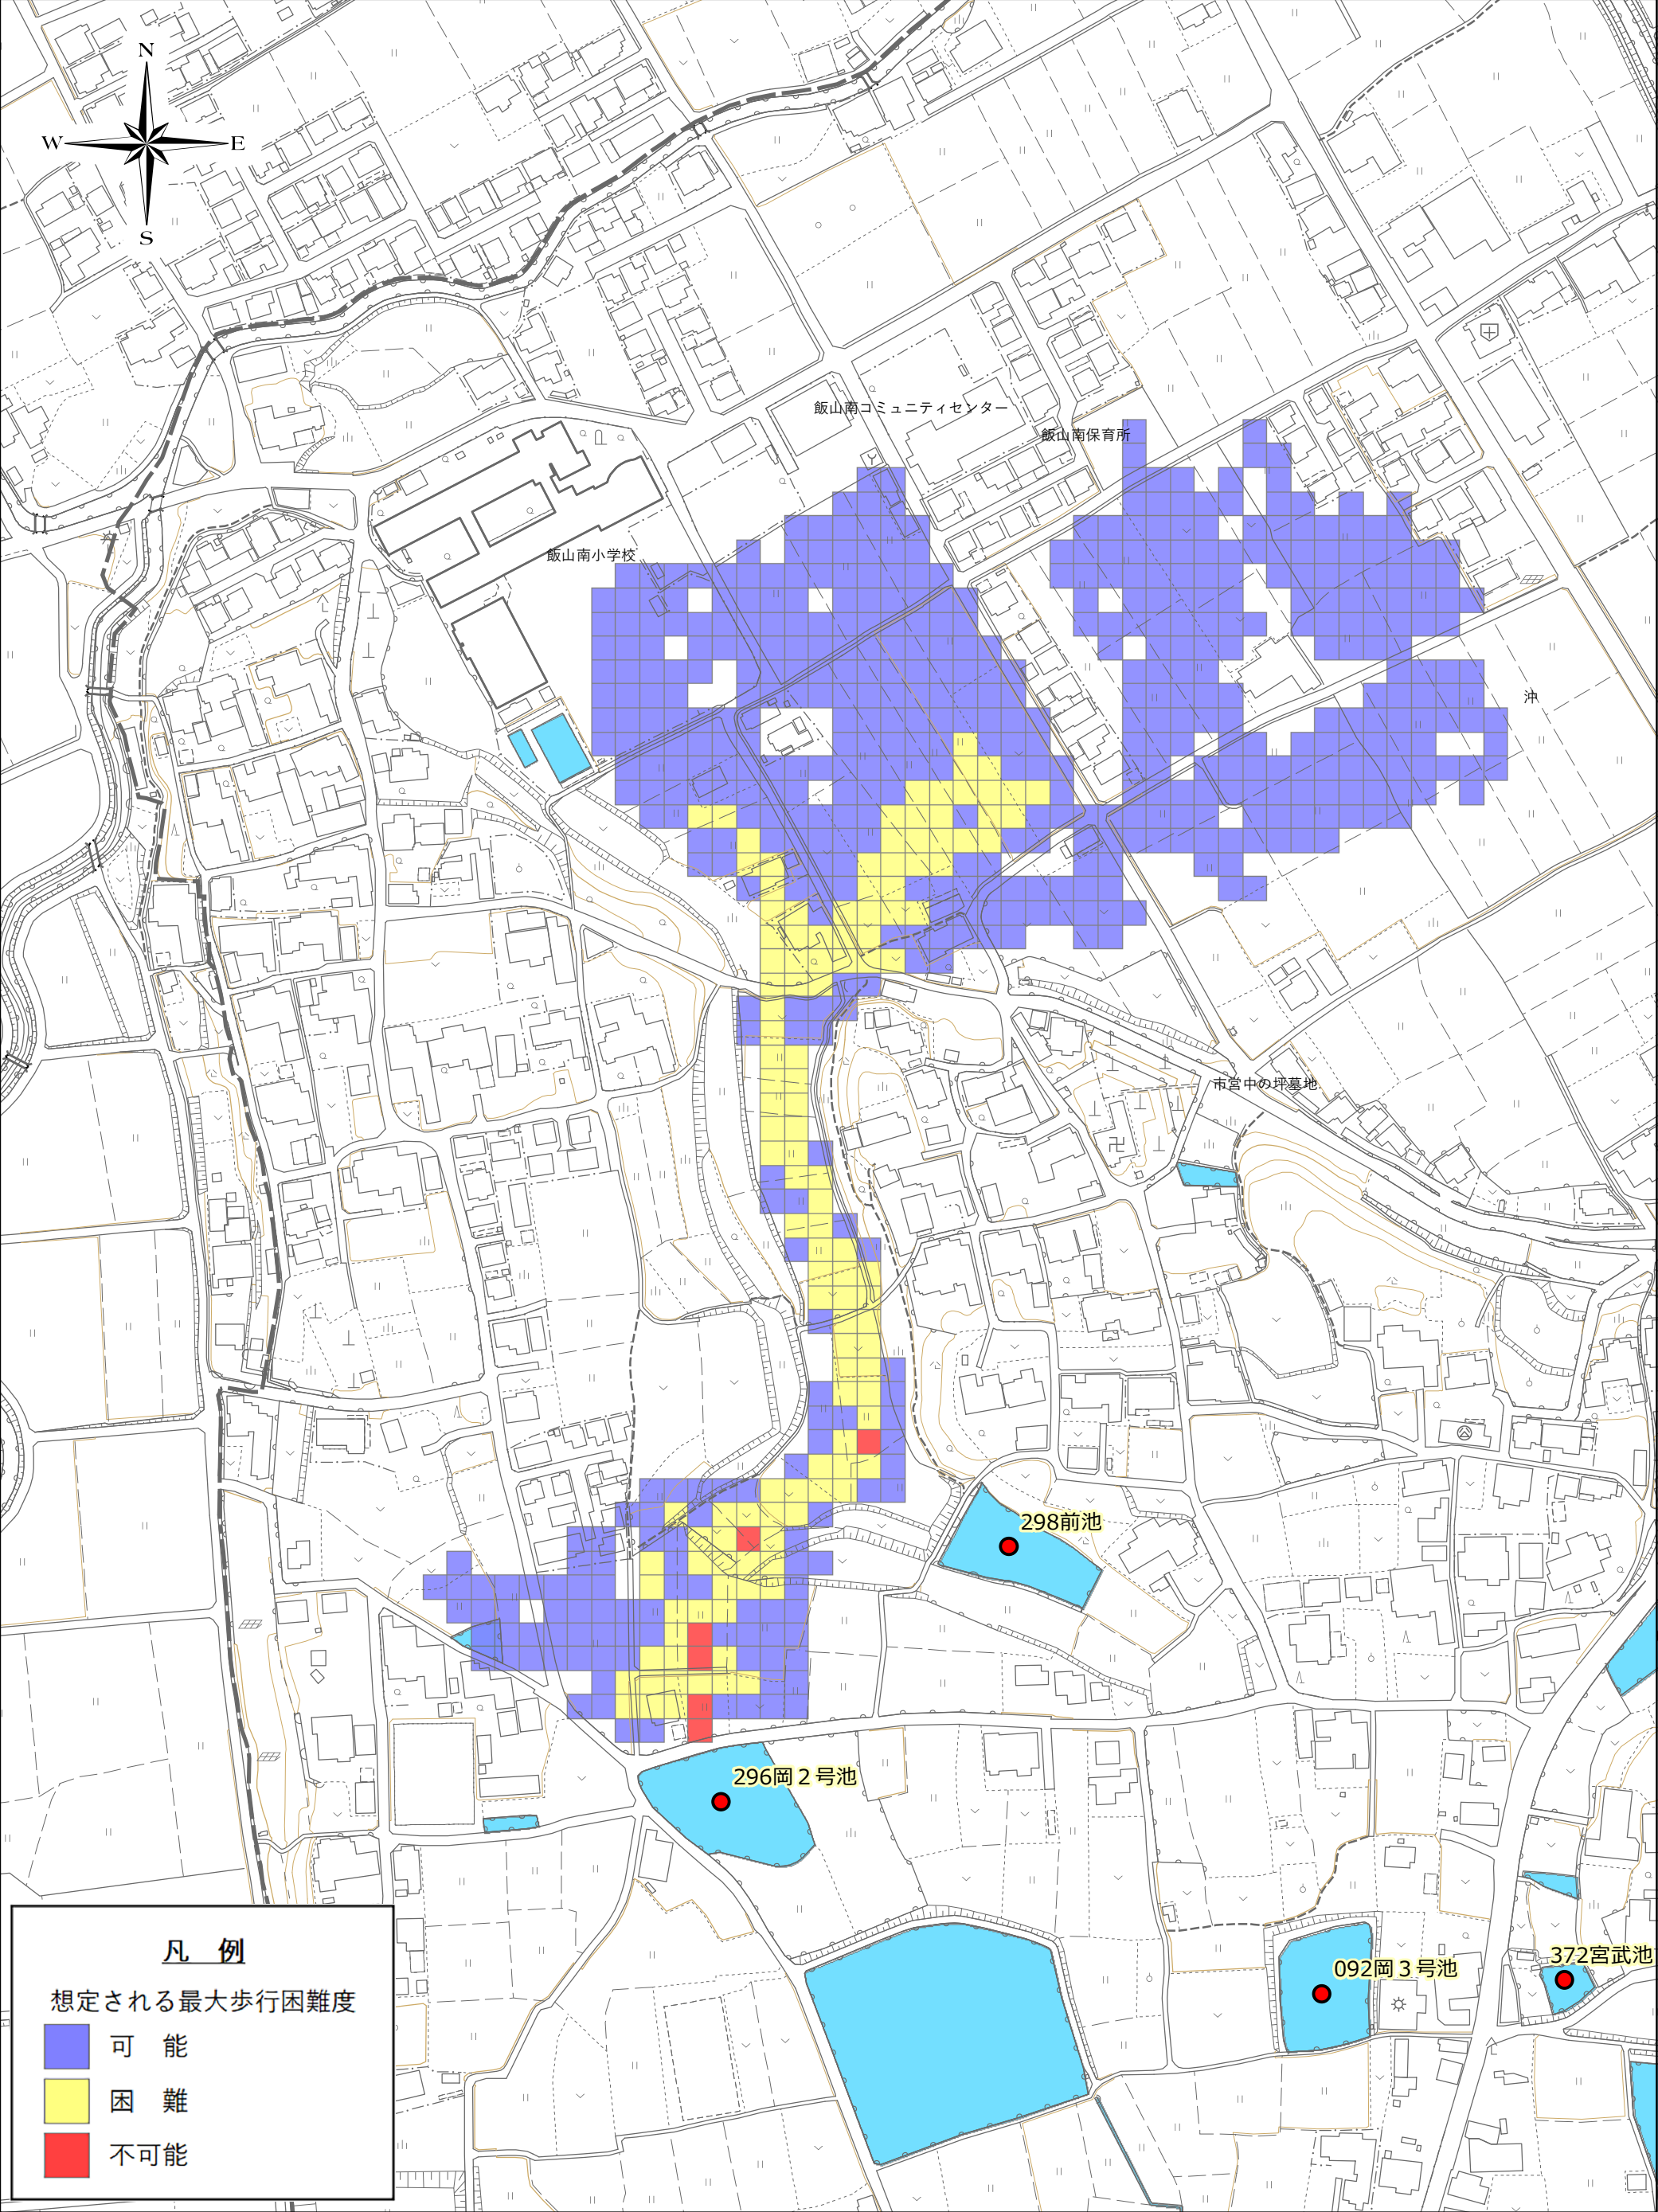 N
W
E
S
飯山南コミュニティセンター
飯山南保育所
飯山南小学校
沖
市営中の坪墓地
298前池
296岡２号池
372宮武池
092岡３号池
凡　例
想定される最大歩行困難度
可　能
困　難
不可能